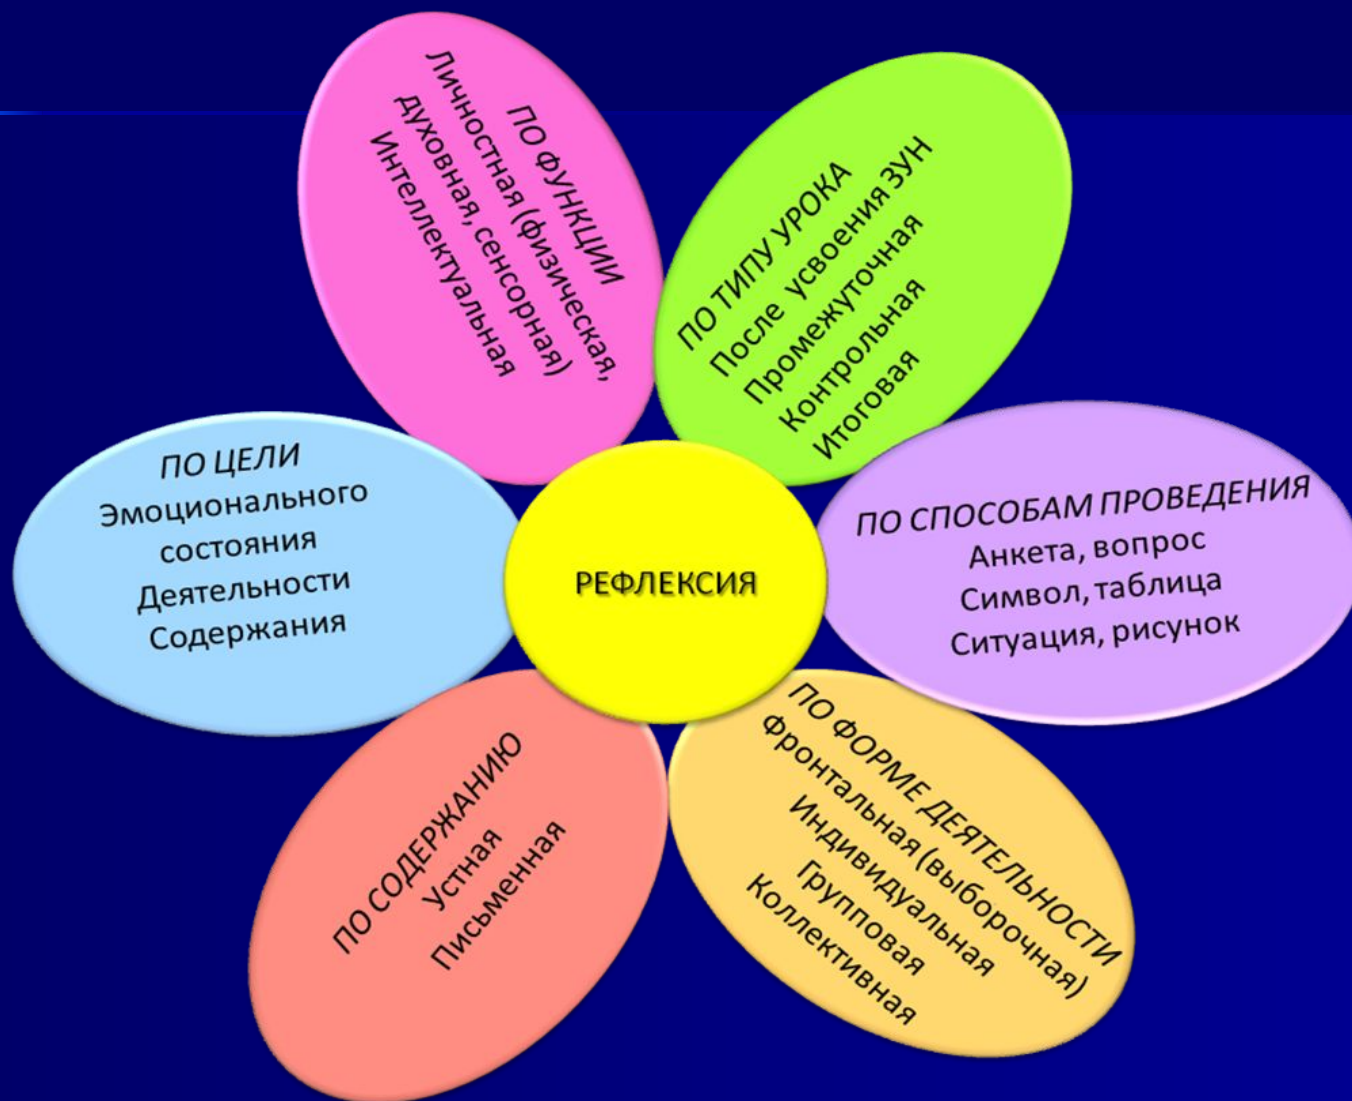 ПО ФУНКЦИИ
Личностная (физическая,
духовная, сенсорная)
Интеллектуальная
ПО ТИПУ УРОКА
После усвоения ЗУН
Промежуточная
Контрольная
Итоговая
ПО ЦЕЛИ
Эмоционального
состояния
Деятельности
Содержания
РЕФЛЕКСИЯ
ПО СПОСОБАМ ПРОВЕДЕНИЯ
Анкета, вопрос
Символ, таблица
Ситуация, рисунок
ПО СОДЕРЖАНИЮ
Устная
Письменная
ПО ФОРМЕ ДЕЯТЕЛЬНОСТИ
Фронтальная (выборочная)
Индивидуальная
Групповая
Коллективная